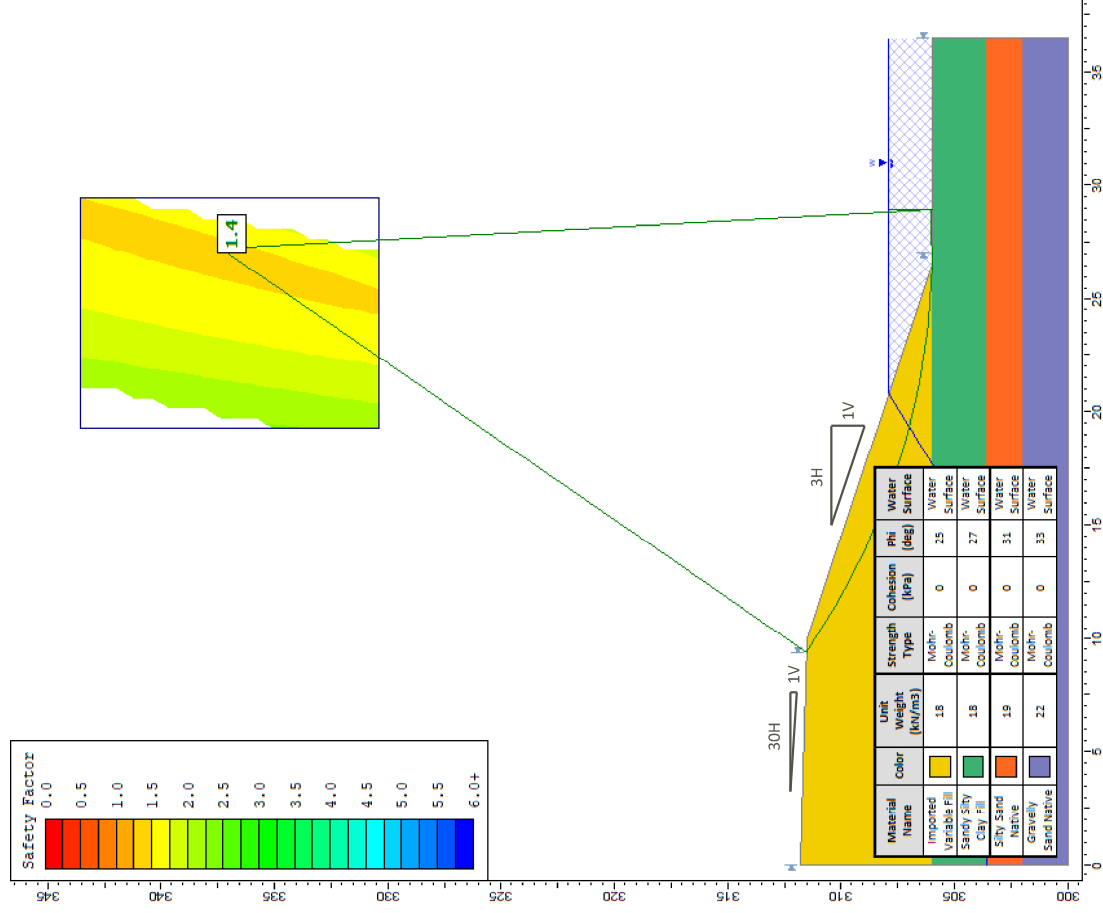 Safety Factor
0.0
0.5
1.0
1.5
2.0
2.5
3.0
3.5
4.0
4.5
5.0
5.5
6.0+
1.4
30H
1V
3H
1V
W
Material Name
Color
Unit Weight (kN/m3)
Strength Type
Cohesion (kPa)
Phi (deg)
Water Surface
Imported Variable Fill
18
Mohr-Coulomb
0
25
Water Surface
Sandy Silty Clay Fill
18
Mohr-Coulomb
0
27
Water Surface
Silty Sand Native
19
Mohr-Coulomb
0
31
Water Surface
Gravelly Sand Native
22
Mohr-Coulomb
0
33
Water Surface
345
340
335
330
325
320
315
310
305
300
0
5
10
15
20
25
30
35